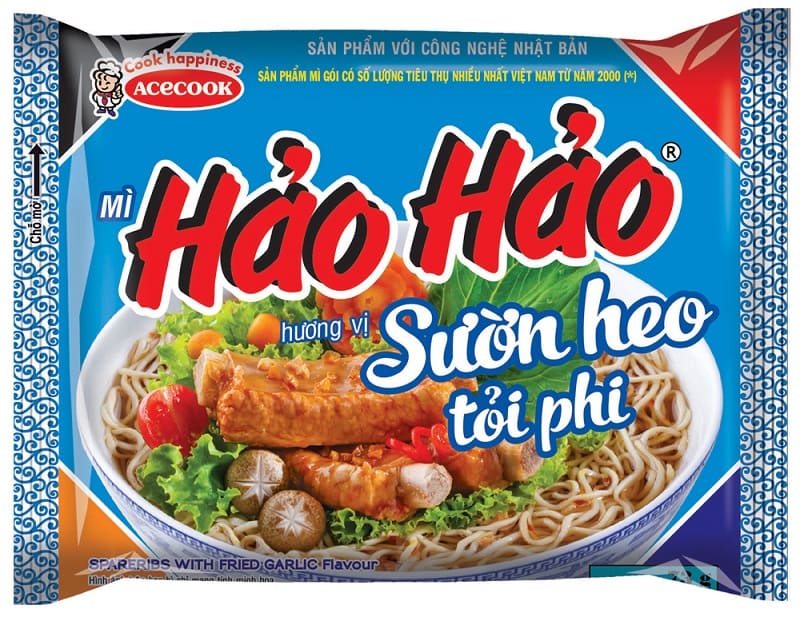 Cook happiness
ACECOOK
SẢN PHẨM VỚI CÔNG NGHỆ NHẬT BẢN
SẢN PHẨM MÌ GÓI CÓ SỐ LƯỢNG TIÊU THỤ NHIỀU NHẤT VIỆT NAM TỪ NĂM 2000 (*)
Chỗ mở
MÌ Hảo Hảo ®
hương vị Sườn heo
tỏi phi
SPARERIBS WITH FRIED GARLIC Flavour